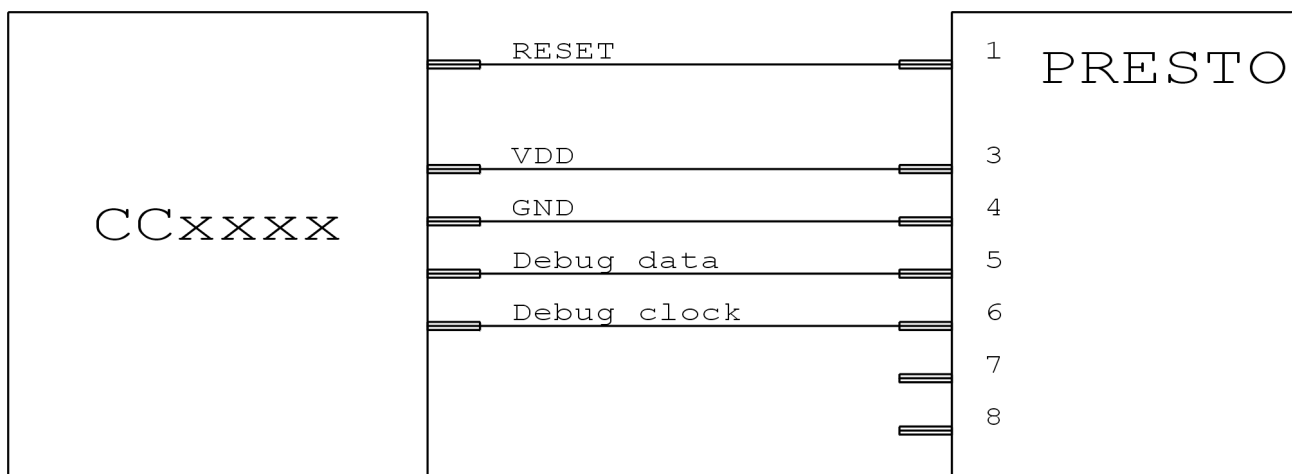 RESET
1
PRESTO
VDD
3
CCxxxx
GND
4
Debug data
5
Debug clock
6
7
8